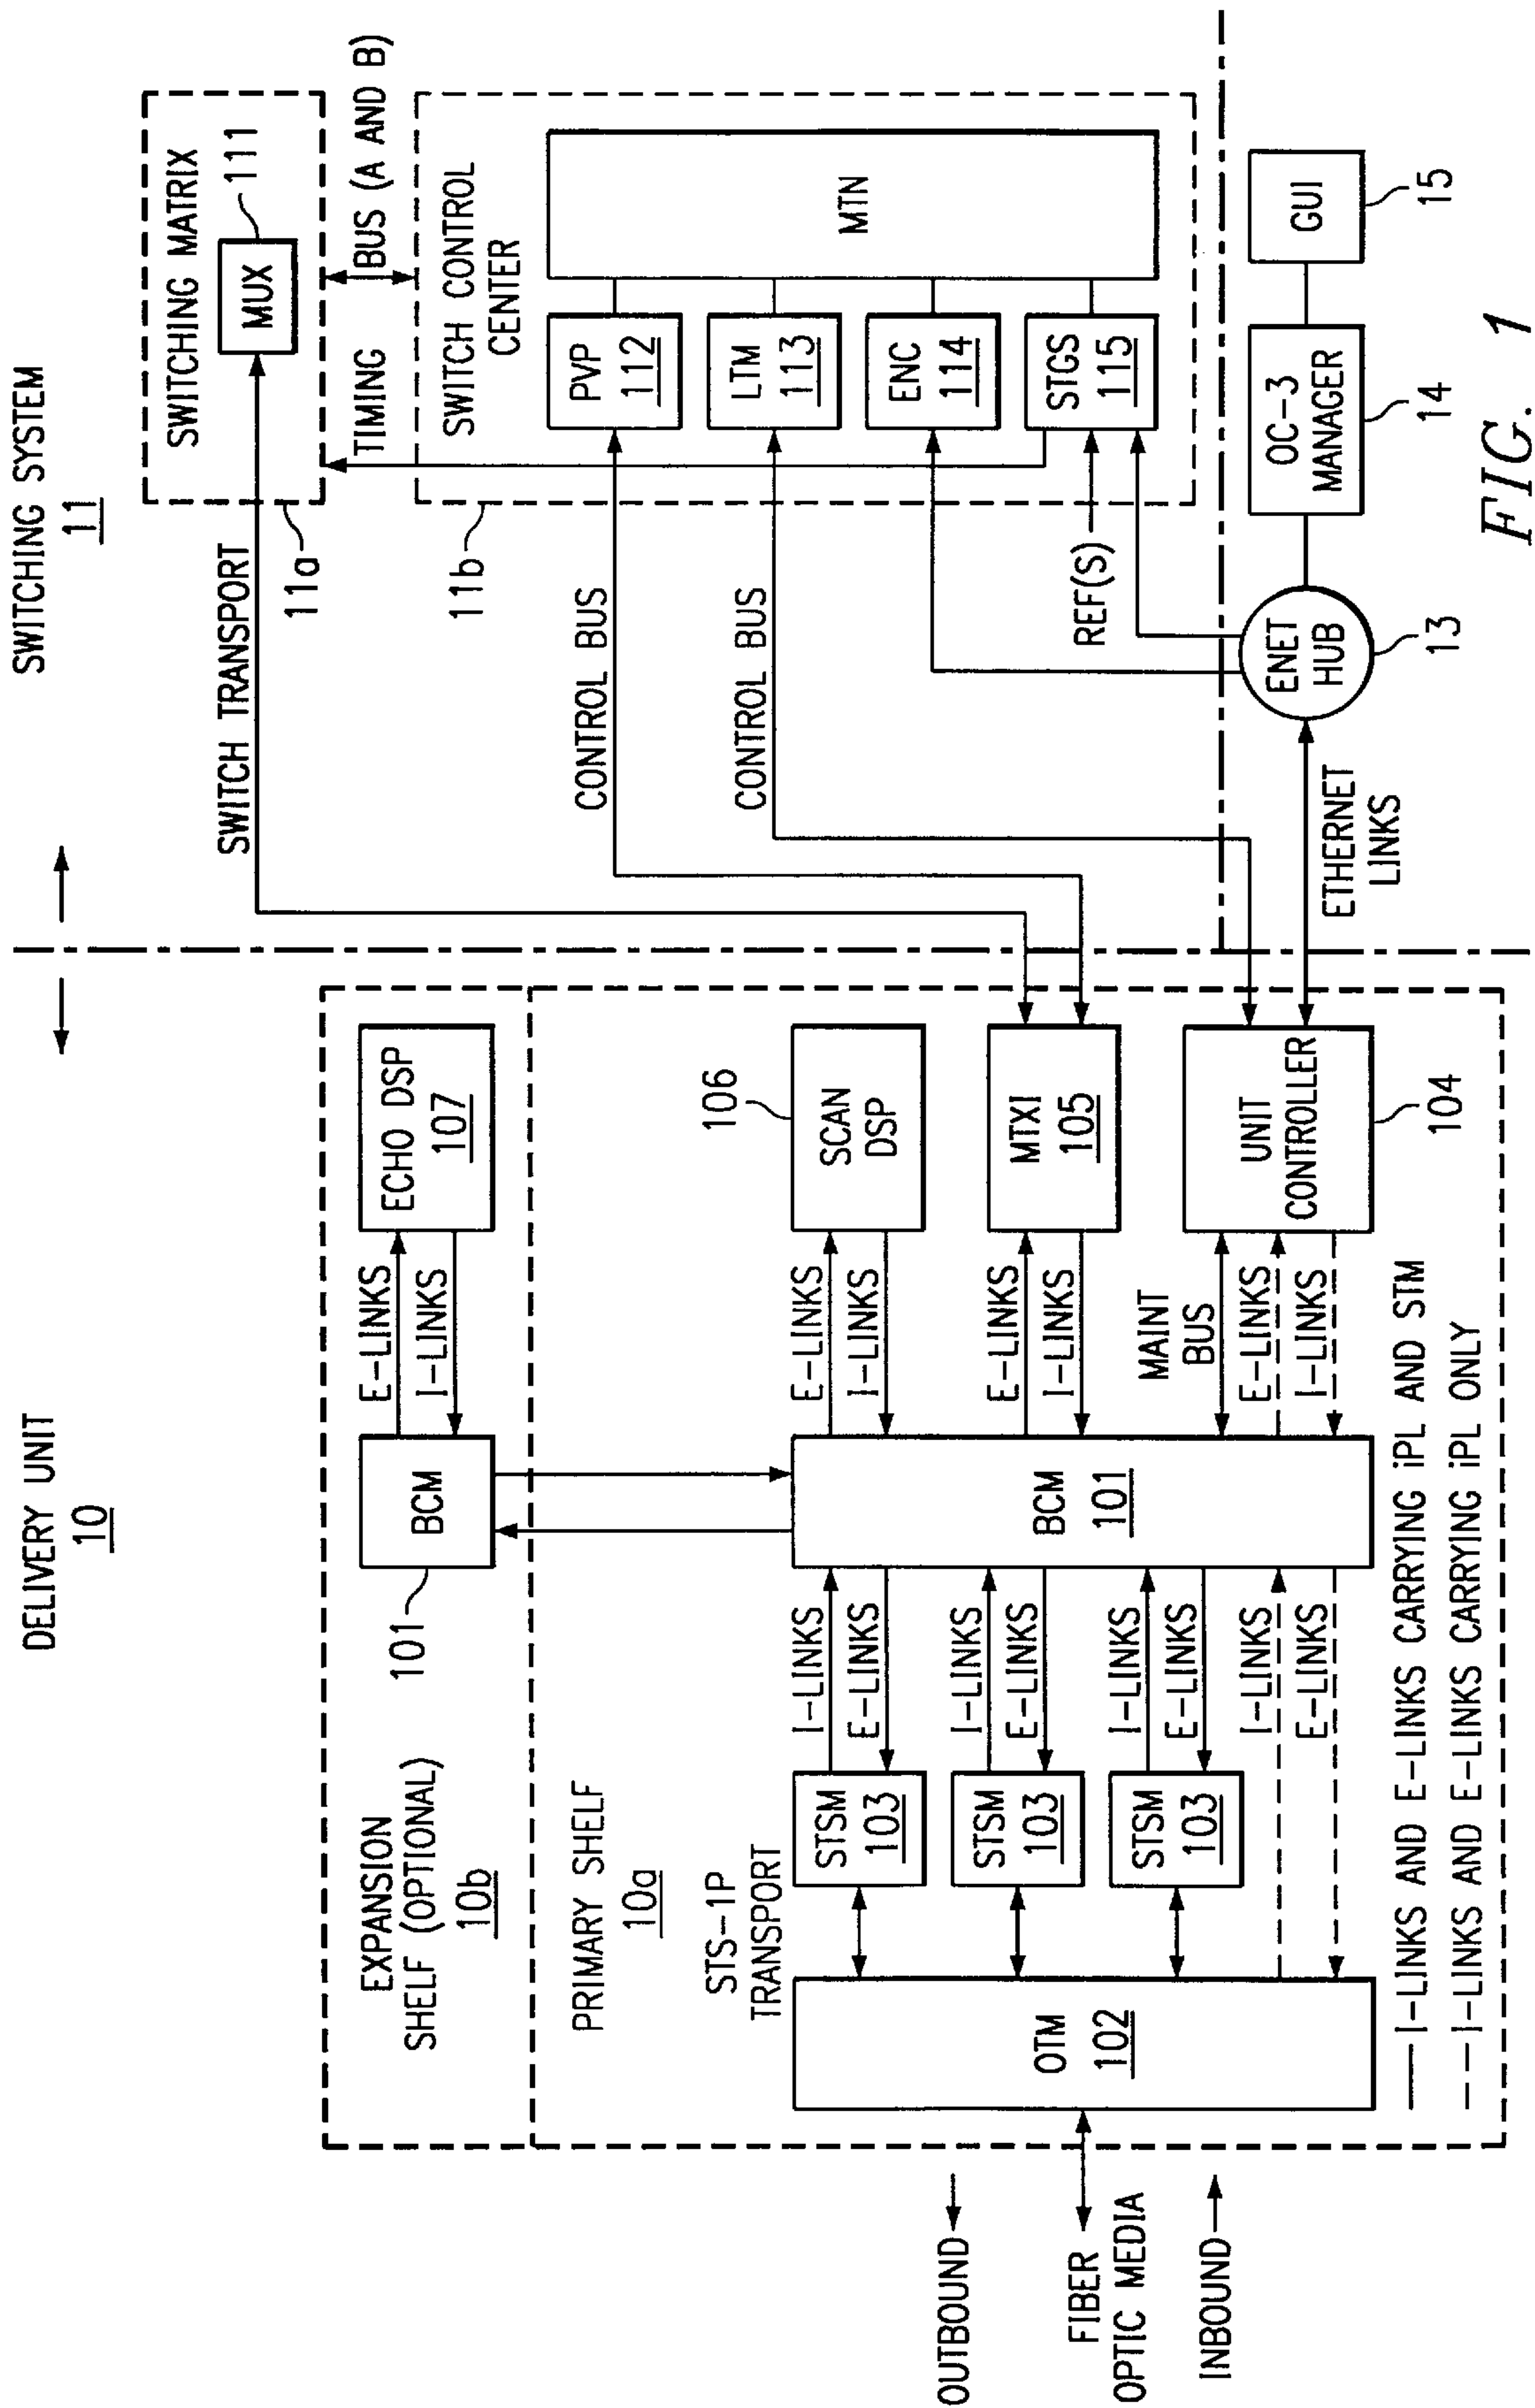 DELIVERY UNIT
10
SWITCHING SYSTEM
11
EXPANSION
SHELF (OPTIONAL)
10b
101
BCM
E-LINKS
I-LINKS
ECHO DSP
107
PRIMARY SHELF
10a
STS-1P
TRANSPORT
OUTBOUND
FIBER
OPTIC MEDIA
INBOUND
OTM
102
STSM
103
STSM
103
STSM
103
I-LINKS
E-LINKS
I-LINKS
E-LINKS
I-LINKS
E-LINKS
I-LINKS
E-LINKS
BCM
101
E-LINKS
I-LINKS
E-LINKS
I-LINKS
MAINT
BUS
E-LINKS
I-LINKS
106
SCAN
DSP
MTXI
105
UNIT
CONTROLLER
104
I-LINKS AND E-LINKS CARRYING iPL AND STM
I-LINKS AND E-LINKS CARRYING iPL ONLY
SWITCH TRANSPORT
11a
SWITCHING MATRIX
MUX
111
TIMING
BUS (A AND B)
11b
SWITCH CONTROL
CENTER
CONTROL BUS
CONTROL BUS
REF(S)
PVP
112
LTM
113
ENC
114
STGS
115
MTN
ETHERNET
LINKS
ENET
HUB
13
OC-3
MANAGER
14
GUI
15
FIG. 1